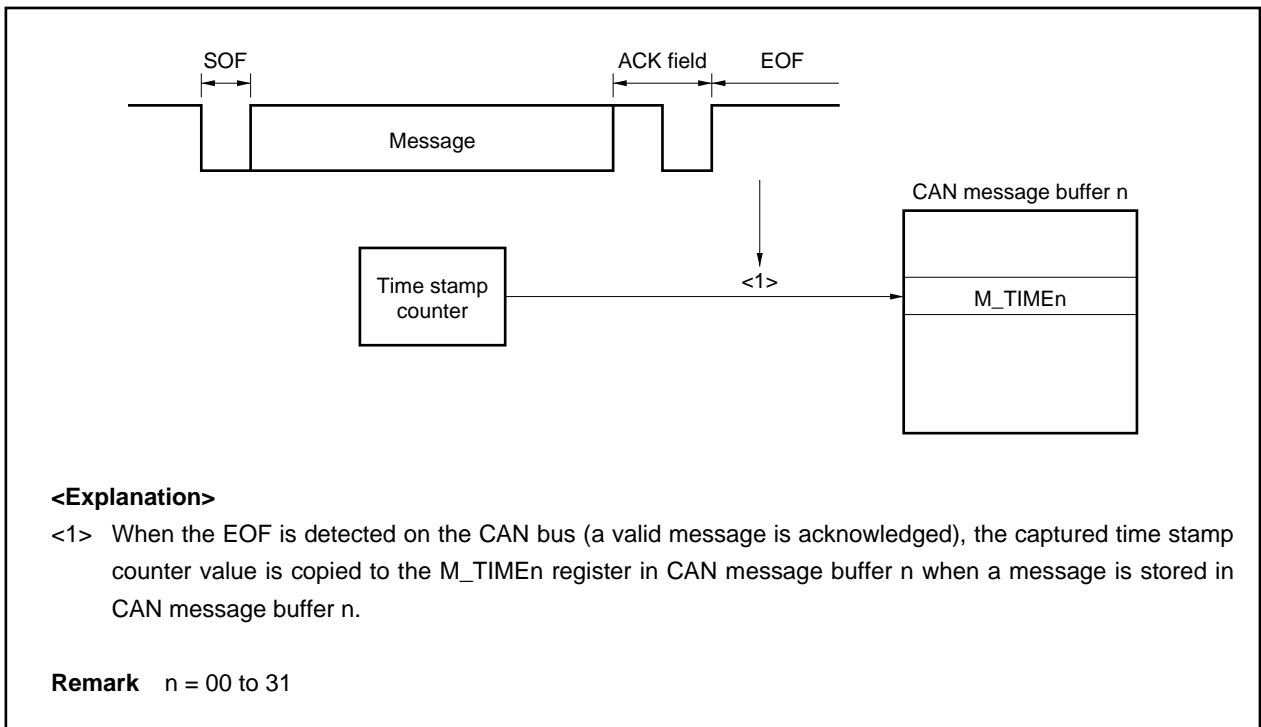 SOF
ACK field
EOF
Message
CAN message buffer n
Time stamp
counter
<1>
M_TIMEn
<Explanation>
<1> When the EOF is detected on the CAN bus (a valid message is acknowledged), the captured time stamp
counter value is copied to the M_TIMEn register in CAN message buffer n when a message is stored in
CAN message buffer n.
Remark n = 00 to 31